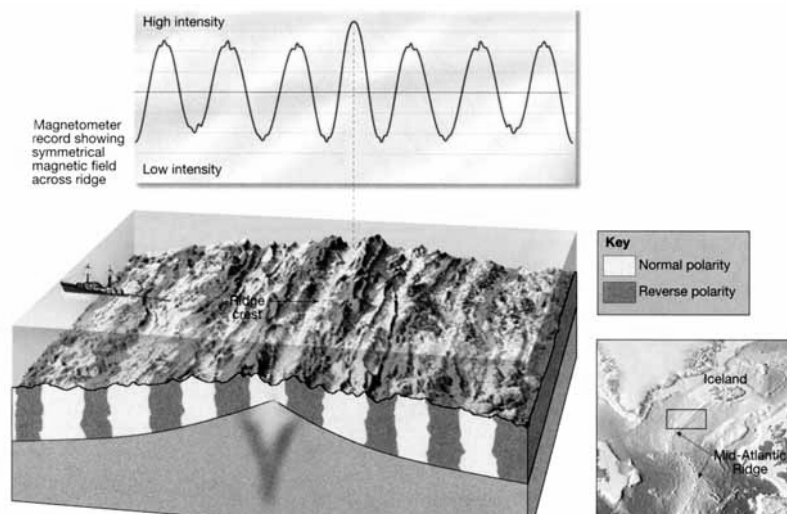 High intensity
Magnetometer
record showing
symmetrical
magnetic field
across ridge
Low intensity
Key
Normal polarity
Reverse polarity
Ridge
crest
Iceland
Mid-Atlantic
Ridge